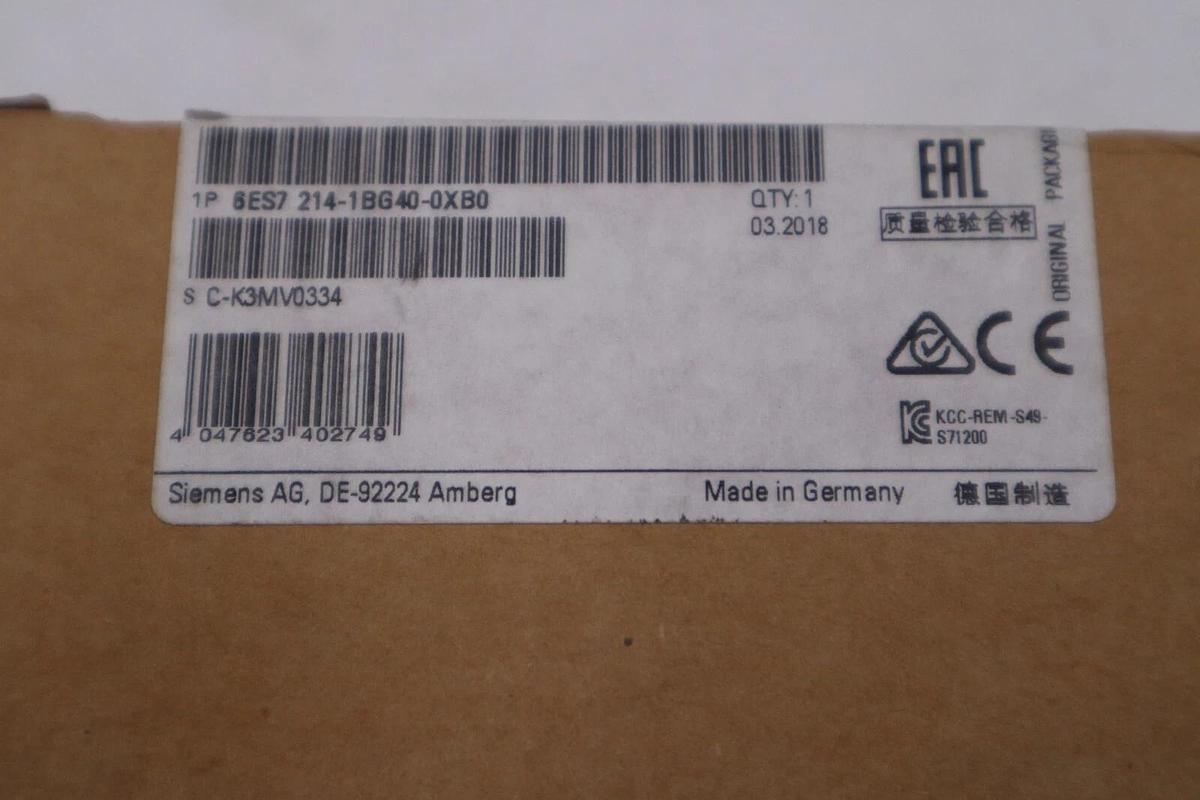 1P 6ES7 214-1BG40-0XB0
QTY: 1
03.2018
S C-K3MV0334
4 047623 402749
EAC
质量检验合格
ORIGINAL
CE
KCC-REM-S49-
S71200
Siemens AG, DE-92224 Amberg
Made in Germany
德国制造